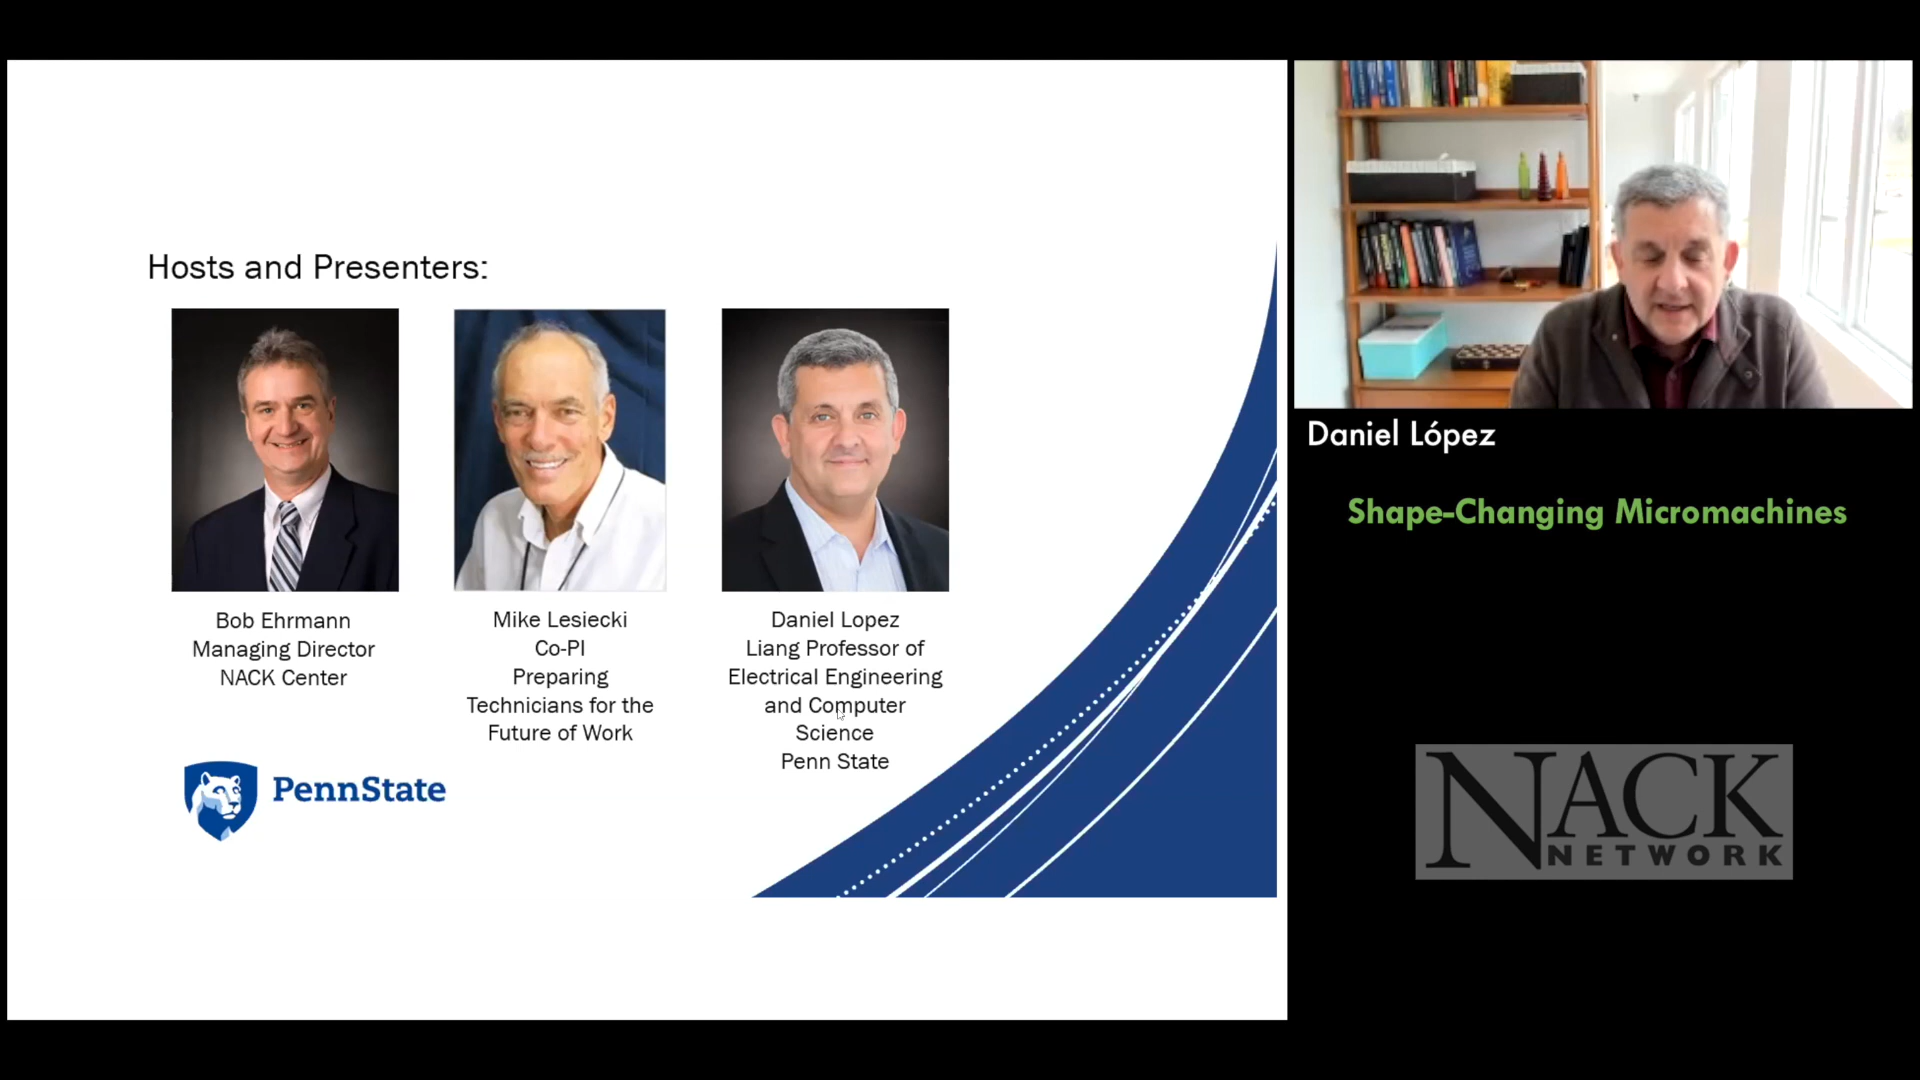 Hosts and Presenters:
Bob Ehrmann
Managing Director
NACK Center
Mike Lesiecki
Co-PI
Preparing
Technicians for the
Future of Work
Daniel Lopez
Liang Professor of
Electrical Engineering
and Computer
Science
Penn State
PennState
Daniel López
Shape-Changing Micromachines
NACK
NETWORK